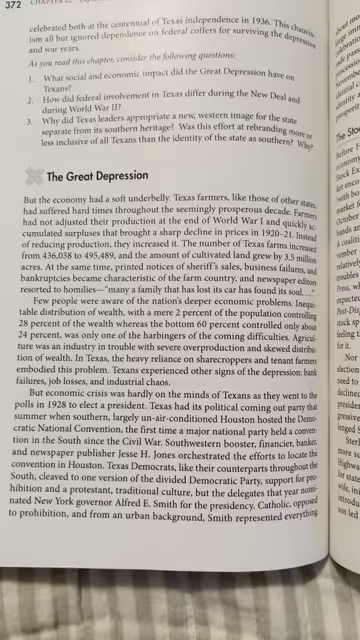 372
celebrated both at the centennial of Texas independence in 1936. This chauvin-
ism all but ignored dependence on federal coffers for surviving the depression
and war years.
As you read this chapter, consider the following questions:
1. What social and economic impact did the Great Depression have on
Texans?
2. How did federal involvement in Texas differ during the New Deal and
during World War II?
3. Why did Texas leaders appropriate a new, western image for the state
separate from its southern heritage? Was this effort at rebranding more or
less inclusive of all Texans than the identity of the state as southern? Why?
The Great Depression
But the economy had a soft underbelly. Texas farmers, like those of other states,
had suffered hard times throughout the seemingly prosperous decade. Farmers
had not adjusted their production at the end of World War I and quickly ac-
cumulated surpluses that brought a sharp decline in prices in 1920–21. Instead
of reducing production, they increased it. The number of Texas farms increased
from 436,038 to 495,489, and the amount of cultivated land grew by 3.5 million
acres. At the same time, printed notices of sheriff's sales, business failures, and
bankruptcies became characteristic of the farm country, and newspaper editors
resorted to homilies—"many a family that has lost its car has found its soul. . . ."
Few people were aware of the nation's deeper economic problems. Inequi-
table distribution of wealth, with a mere 2 percent of the population controlling
28 percent of the wealth whereas the bottom 60 percent controlled only about
24 percent, was only one of the harbingers of the coming difficulties. Agricul-
ture was an industry in trouble with severe overproduction and skewed distribu-
tion of wealth. In Texas, the heavy reliance on sharecroppers and tenant farmers
embodied this problem. Texans experienced other signs of the depression: bank
failures, job losses, and industrial chaos.
But economic crisis was hardly on the minds of Texans as they went to the
polls in 1928 to elect a president. Texas had its political coming out party that
summer when southern, largely un-air-conditioned Houston hosted the Demo-
cratic National Convention, the first time a major national party held a conven-
tion in the South since the Civil War. Southwestern booster, financier, banker,
and newspaper publisher Jesse H. Jones orchestrated the efforts to locate the
convention in Houston. Texas Democrats, like their counterparts throughout the
South, cleaved to one version of the divided Democratic Party, support for pro-
hibition and a protestant, traditional culture, but the delegates that year nomi-
nated New York governor Alfred E. Smith for the presidency. Catholic, opposed
to prohibition, and from an urban background, Smith represented everything